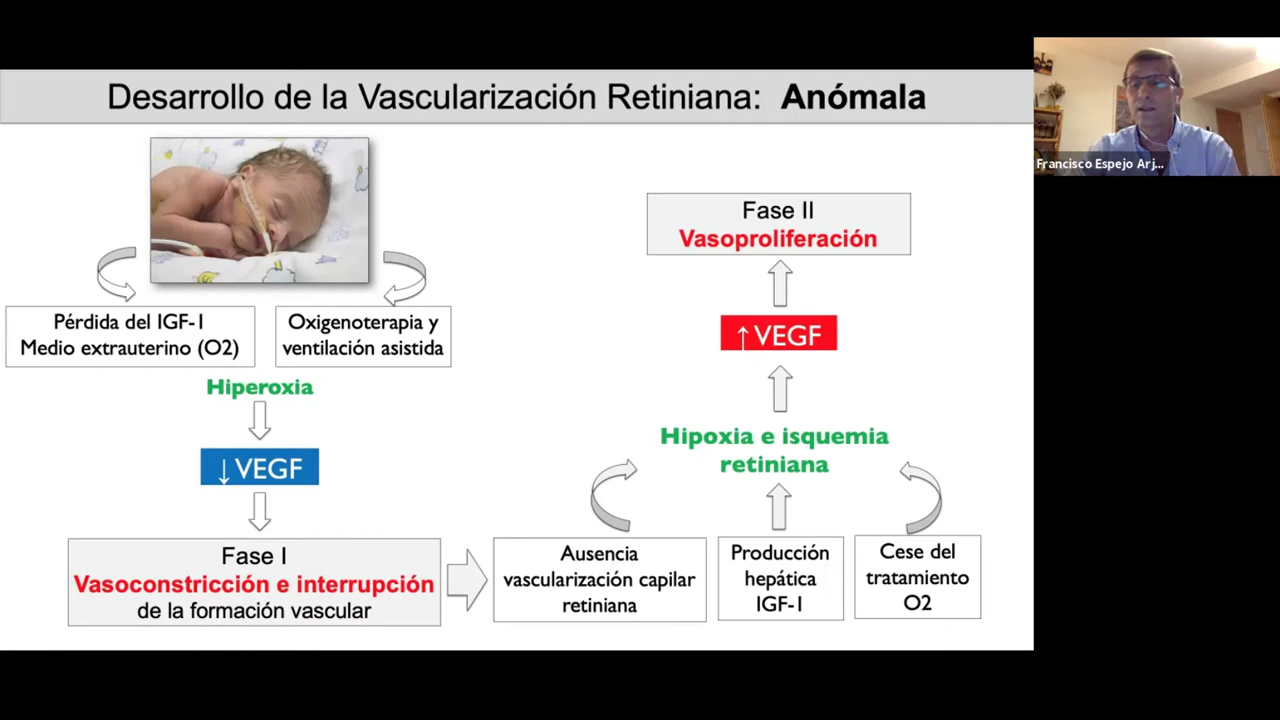 Desarrollo de la Vascularización Retiniana: Anómala
Francisco Espejo Arj...
Pérdida del IGF-1
Medio extrauterino (O2)
Oxigenoterapia y
ventilación asistida
Hiperoxia
↓VEGF
Fase I
Vasoconstricción e interrupción
de la formación vascular
Fase II
Vasoproliferación
↑VEGF
Hipoxia e isquemia
retiniana
Ausencia
vascularización capilar
retiniana
Producción
hepática
IGF-1
Cese del
tratamiento
O2